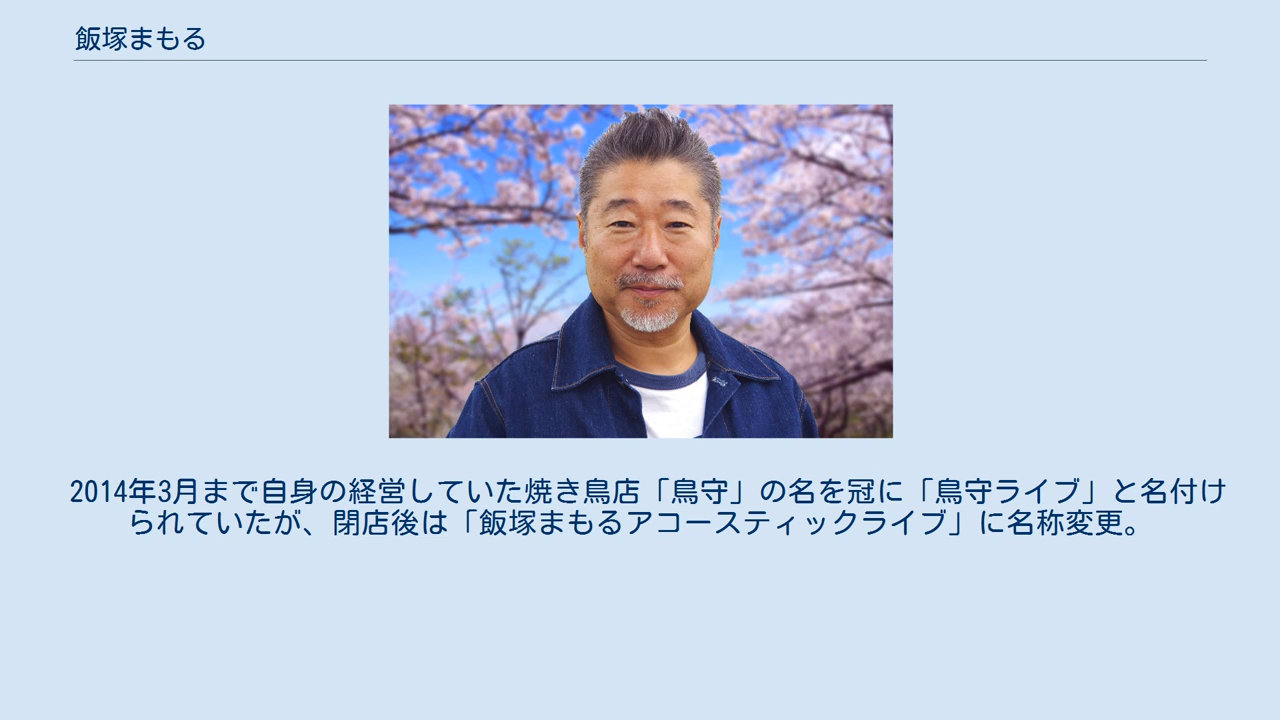 飯塚まもる
2014年3月まで自身の経営していた焼き鳥店「鳥守」の名を冠に「鳥守ライブ」と名付け
られていたが、閉店後は「飯塚まもるアコースティックライブ」に名称変更。